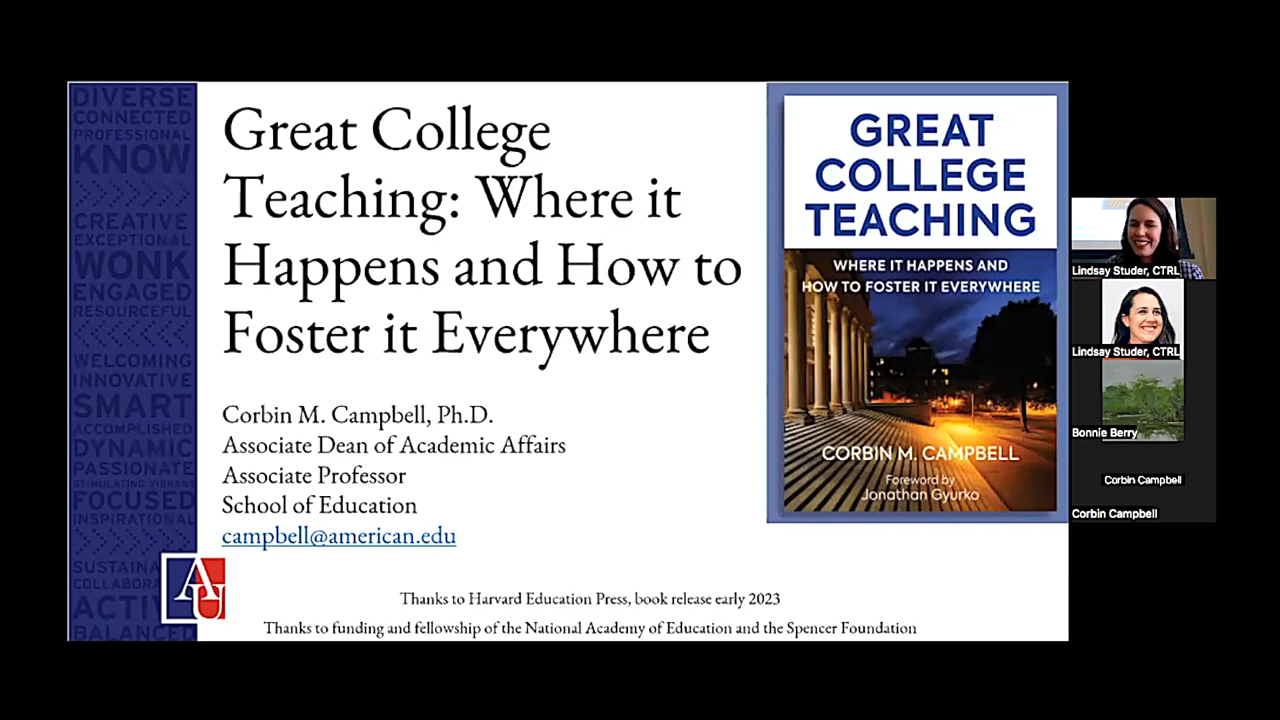 DIVERSE
CONNECTED
PROFESSIONAL
KNOW
CREATIVE
EXCEPTIONAL
WONK
ENGAGED
RESOURCEFUL
WELCOMING
INNOVATIVE
SMART
ACCOMPLISHED
DYNAMIC
PASSIONATE
STIMULATING VIBRANT
FOCUSED
INSPIRATIONAL
SUSTAINA
COLLABORA
ACTIV
BALANCED
AU
Great College
Teaching: Where it
Happens and How to
Foster it Everywhere
Corbin M. Campbell, Ph.D.
Associate Dean of Academic Affairs
Associate Professor
School of Education
campbell@american.edu
Thanks to Harvard Education Press, book release early 2023
Thanks to funding and fellowship of the National Academy of Education and the Spencer Foundation
GREAT
COLLEGE
TEACHING
WHERE IT HAPPENS AND
HOW TO FOSTER IT EVERYWHERE
CORBIN M. CAMPBELL
Foreword by
Jonathan Gyurko
Lindsay Studer, CTRL
Lindsay Studer, CTRL
Bonnie Berry
Corbin Campbell
Corbin Campbell